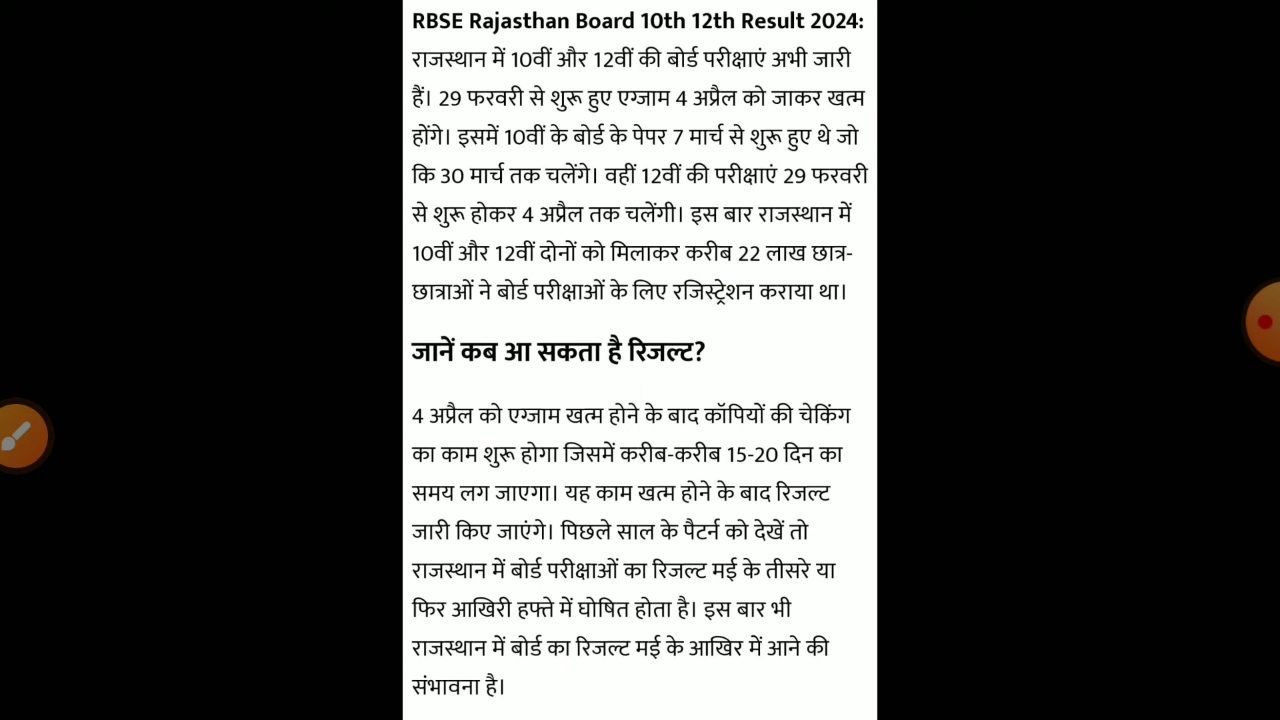 RBSE Rajasthan Board 10th 12th Result 2024:
राजस्थान में 10वीं और 12वीं की बोर्ड परीक्षाएं अभी जारी
हैं। 29 फरवरी से शुरू हुए एग्जाम 4 अप्रैल को जाकर खत्म
होंगे। इसमें 10वीं के बोर्ड के पेपर 7 मार्च से शुरू हुए थे जो
कि 30 मार्च तक चलेंगे। वहीं 12वीं की परीक्षाएं 29 फरवरी
से शुरू होकर 4 अप्रैल तक चलेंगी। इस बार राजस्थान में
10वीं और 12वीं दोनों को मिलाकर करीब 22 लाख छात्र-
छात्राओं ने बोर्ड परीक्षाओं के लिए रजिस्ट्रेशन कराया था।
जानें कब आ सकता है रिजल्ट?
4 अप्रैल को एग्जाम खत्म होने के बाद कॉपियों की चेकिंग
का काम शुरू होगा जिसमें करीब-करीब 15-20 दिन का
समय लग जाएगा। यह काम खत्म होने के बाद रिजल्ट
जारी किए जाएंगे। पिछले साल के पैटर्न को देखें तो
राजस्थान में बोर्ड परीक्षाओं का रिजल्ट मई के तीसरे या
फिर आखिरी हफ्ते में घोषित होता है। इस बार भी
राजस्थान में बोर्ड का रिजल्ट मई के आखिर में आने की
संभावना है।